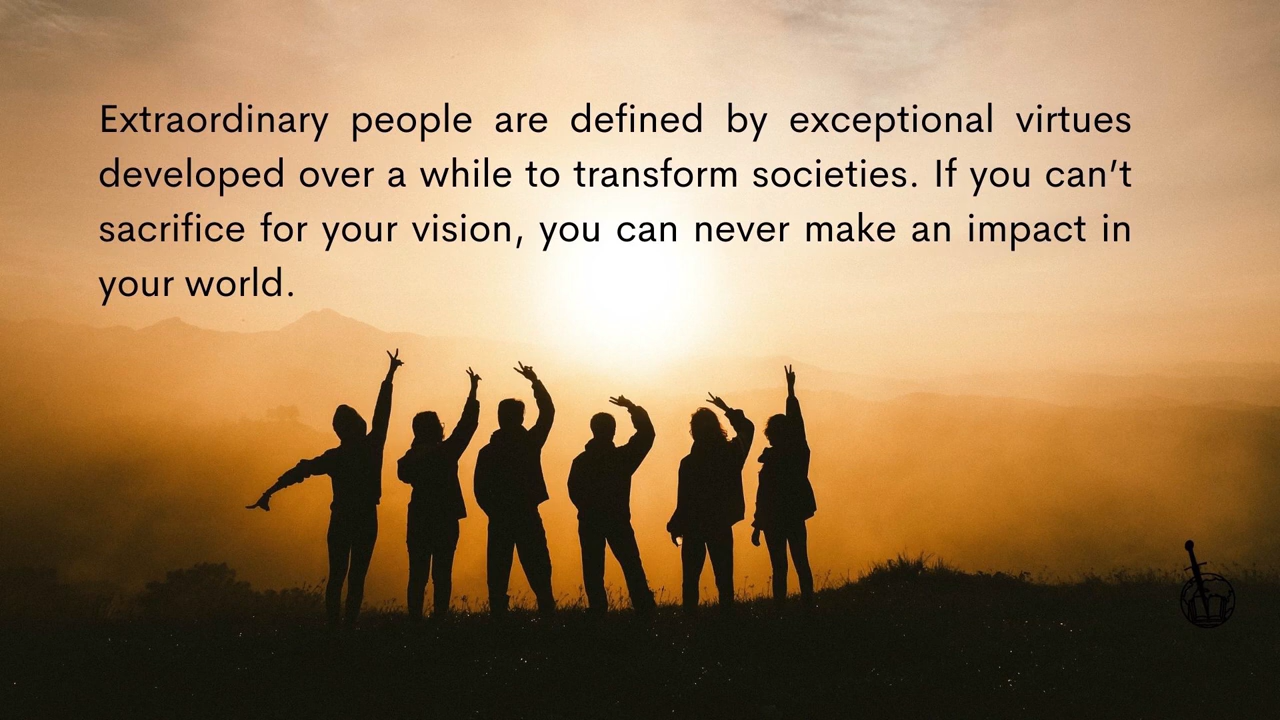 Extraordinary people are defined by exceptional virtues
developed over a while to transform societies. If you can’t
sacrifice for your vision, you can never make an impact in
your world.